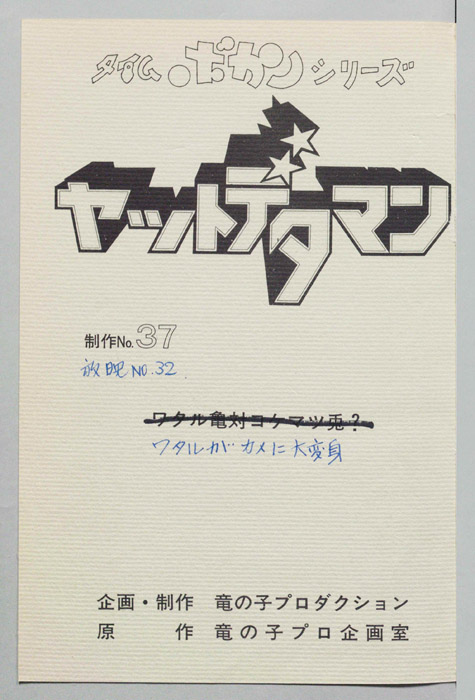 タイムボカンシリーズ
ヤットデタマン
制作No.37
放映NO.32
ワタル亀対コケマツ兎?
ワタルがカメに大変身
企画・制作 竜の子プロダクション
原作 竜の子プロ企画室